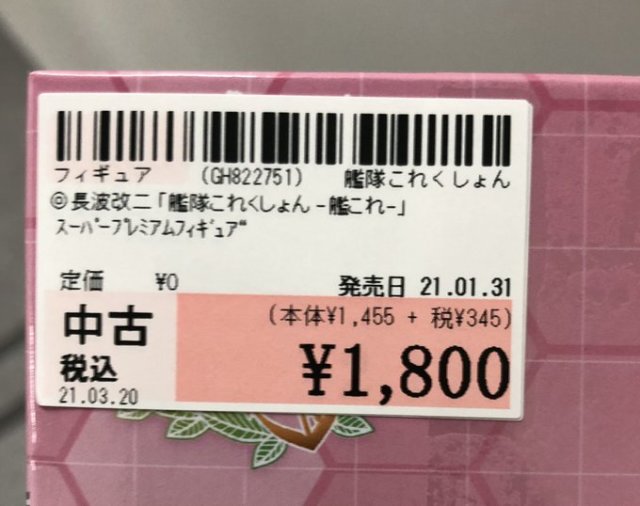 フィギュア (GH822751) 艦隊これくしょん
◎長波改二「艦隊これくしょん -艦これ-」
ｽｰﾊﾟｰﾌﾟﾚﾐｱﾑﾌｨｷﾞｭｱ“
定価 ¥0 発売日 21.01.31
中古 (本体¥1,455 + 税¥345)
税込 ¥1,800
21.03.20